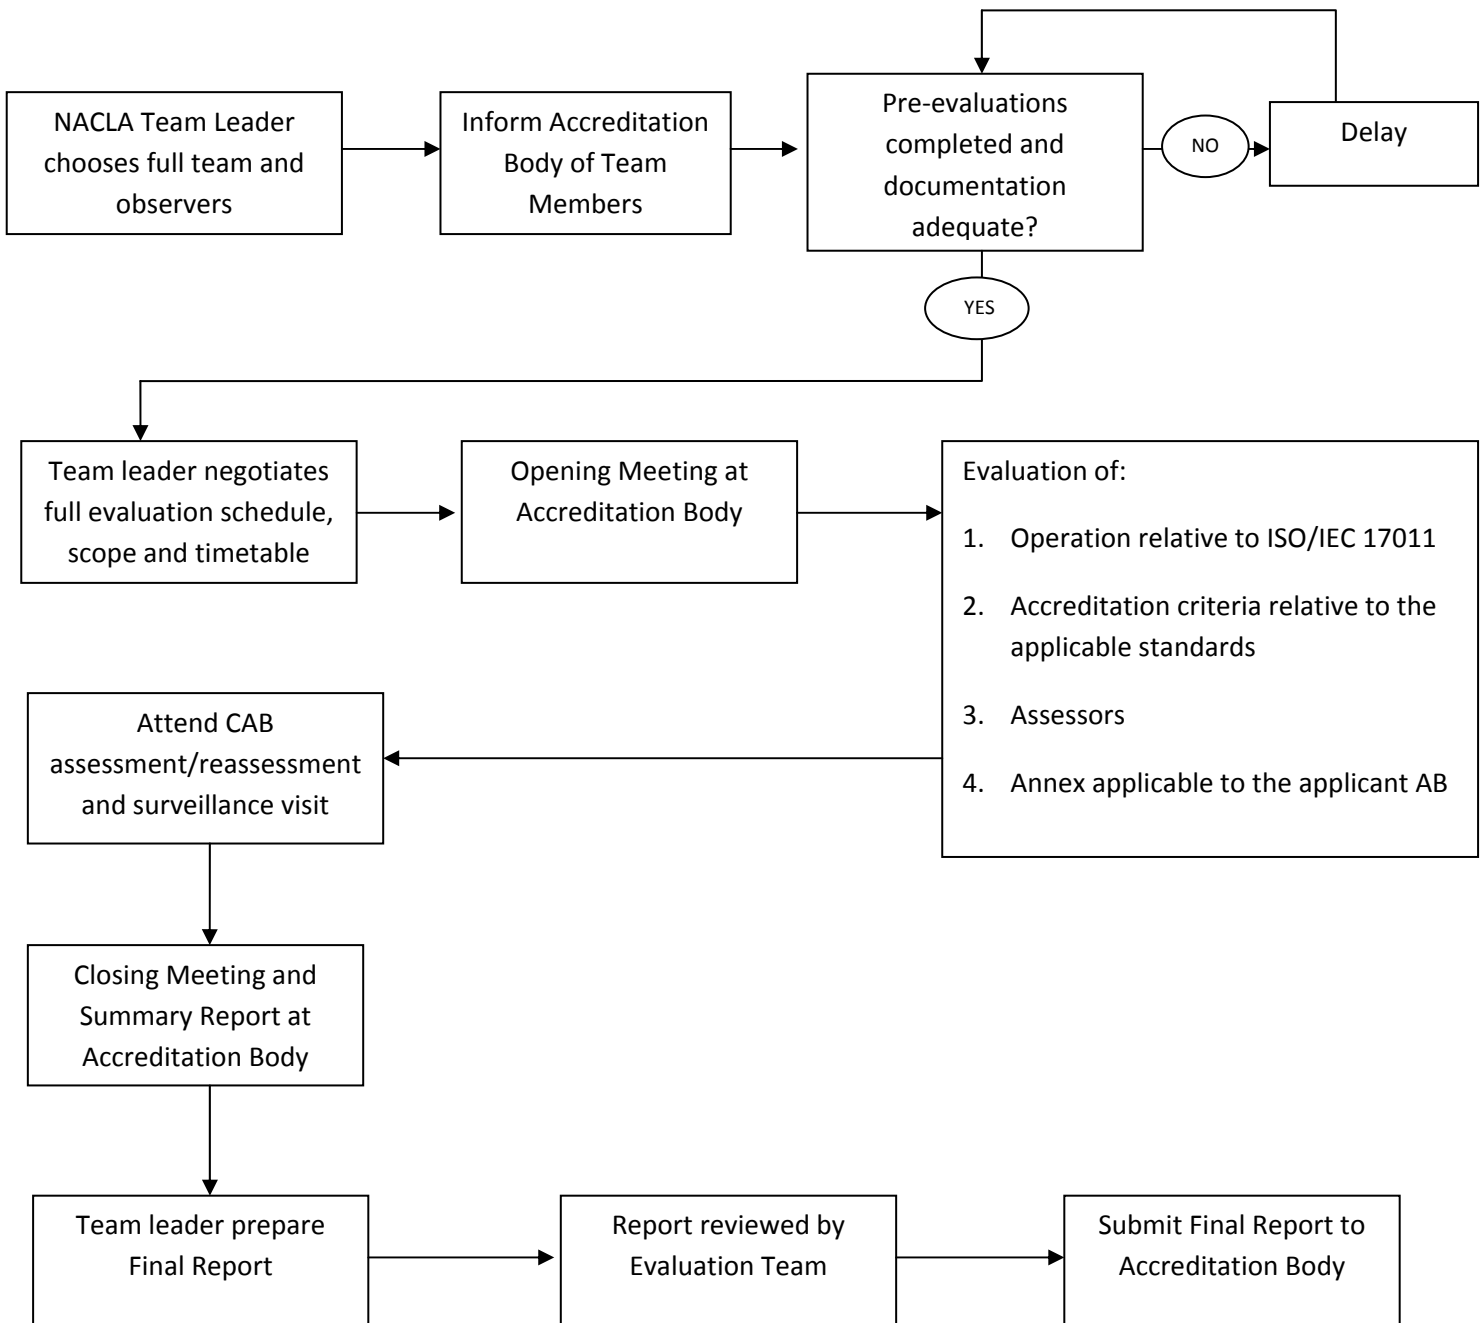 NACLA Team Leader
chooses full team and
observers
Inform Accreditation
Body of Team
Members
Pre-evaluations
completed and
documentation
adequate?
NO
Delay
YES
Team leader negotiates
full evaluation schedule,
scope and timetable
Opening Meeting at
Accreditation Body
Evaluation of:
1. Operation relative to ISO/IEC 17011
2. Accreditation criteria relative to the
applicable standards
3. Assessors
4. Annex applicable to the applicant AB
Attend CAB
assessment/reassessment
and surveillance visit
Closing Meeting and
Summary Report at
Accreditation Body
Team leader prepare
Final Report
Report reviewed by
Evaluation Team
Submit Final Report to
Accreditation Body